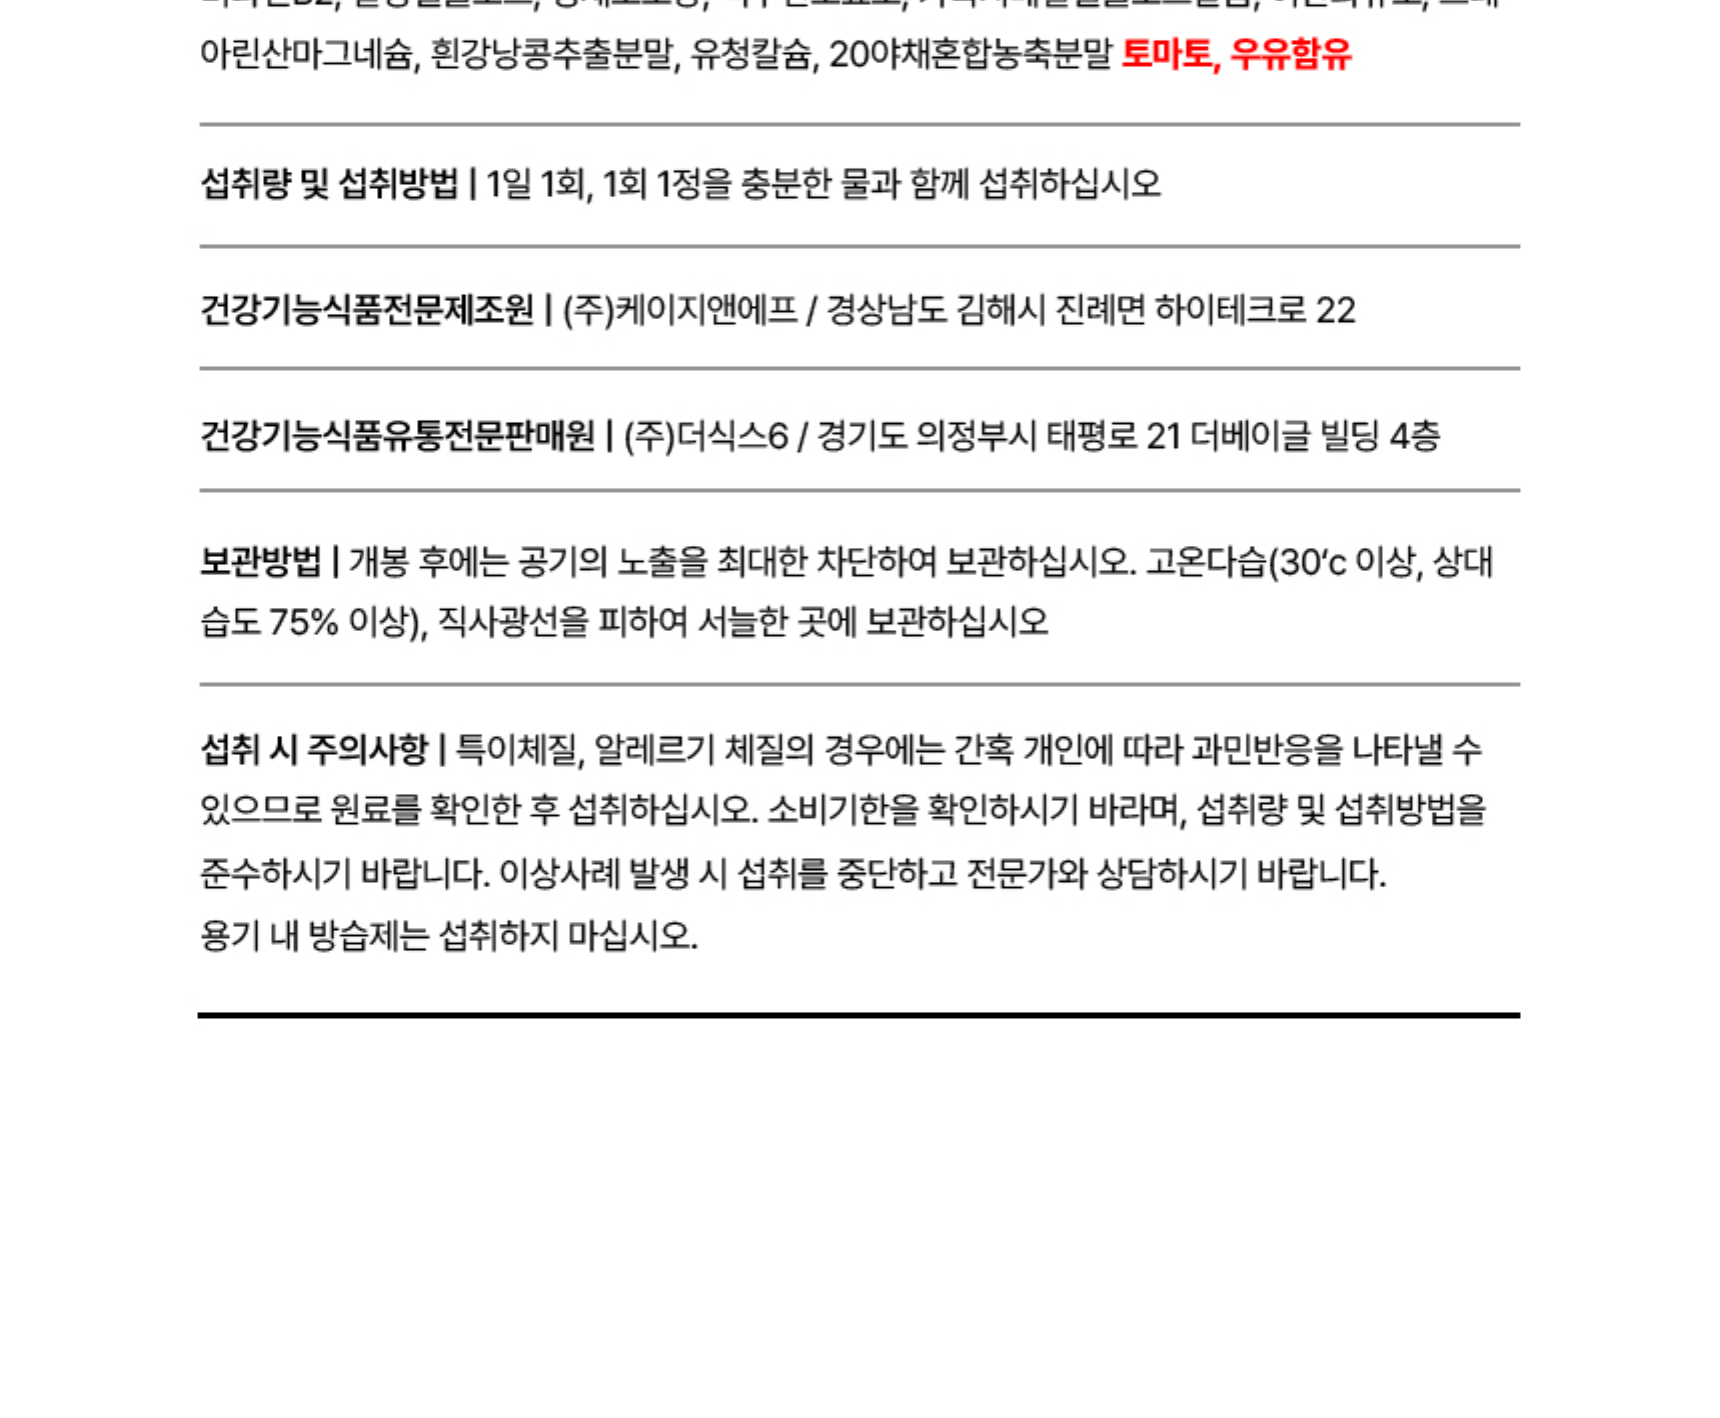 아린산마그네슘, 흰강낭콩추출분말, 유청칼슘, 20야채혼합농축분말 토마토, 우유함유
섭취량 및 섭취방법 | 1일 1회, 1회 1정을 충분한 물과 함께 섭취하십시오
건강기능식품전문제조원 | (주)케이지앤에프 / 경상남도 김해시 진례면 하이테크로 22
건강기능식품유통전문판매원 | (주)더식스6 / 경기도 의정부시 태평로 21 더베이글 빌딩 4층
보관방법 | 개봉 후에는 공기의 노출을 최대한 차단하여 보관하십시오. 고온다습(30‘c 이상, 상대
습도 75% 이상), 직사광선을 피하여 서늘한 곳에 보관하십시오
섭취 시 주의사항 | 특이체질, 알레르기 체질의 경우에는 간혹 개인에 따라 과민반응을 나타낼 수
있으므로 원료를 확인한 후 섭취하십시오. 소비기한을 확인하시기 바라며, 섭취량 및 섭취방법을
준수하시기 바랍니다. 이상사례 발생 시 섭취를 중단하고 전문가와 상담하시기 바랍니다.
용기 내 방습제는 섭취하지 마십시오.